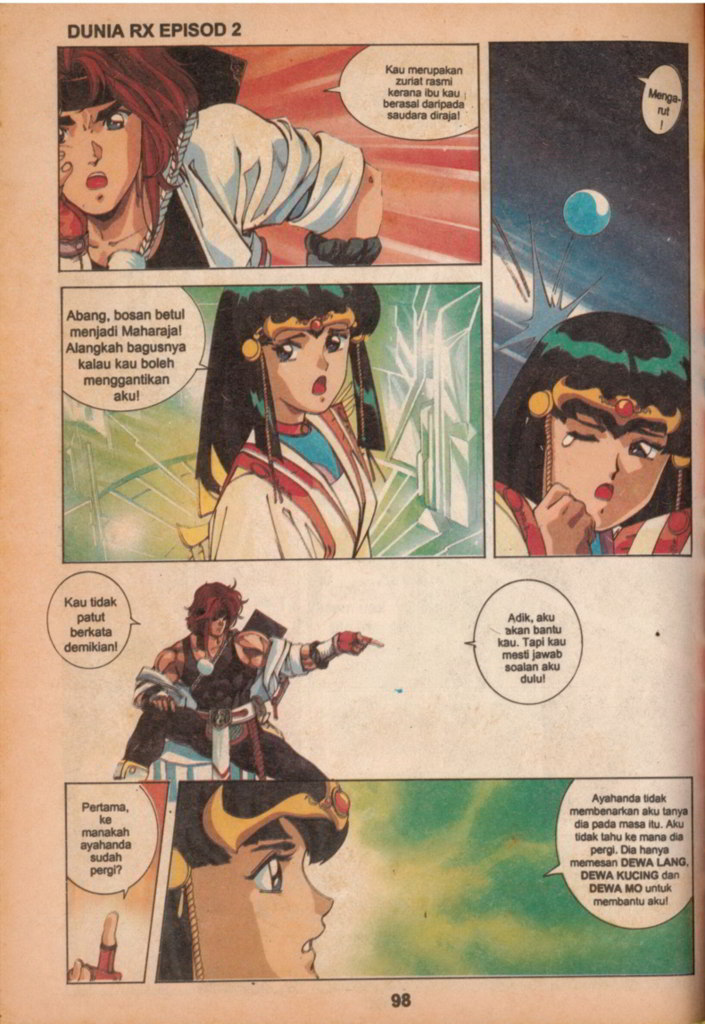 DUNIA RX EPISOD 2
Kau merupakan
zuriat rasmi
kerana ibu kau
berasal daripada
saudara diraja!
Menga-
rut
!
Abang, bosan betul
menjadi Maharaja!
Alangkah bagusnya
kalau kau boleh
menggantikan
aku!
Kau tidak
patut
berkata
demikian!
Adik, aku
akan bantu
kau. Tapi kau
mesti jawab
soalan aku
dulu!
Pertama,
ke
manakah
ayahanda
sudah
pergi?
Ayahanda tidak
membenarkan aku tanya
dia pada masa itu. Aku
tidak tahu ke mana dia
pergi. Dia hanya
memesan DEWA LANG,
DEWA KUCING dan
DEWA MO untuk
membantu aku!
98